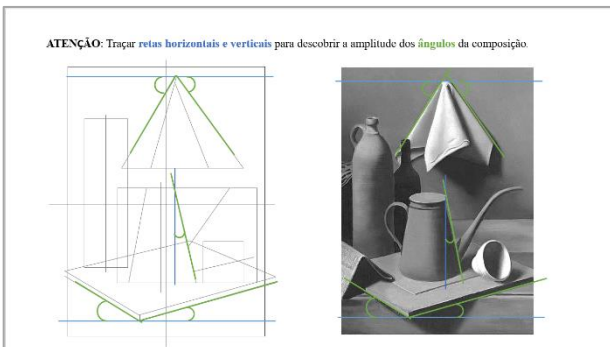 ATENÇÃO: Traçar retas horizontais e verticais para descobrir a amplitude dos ângulos da composição.